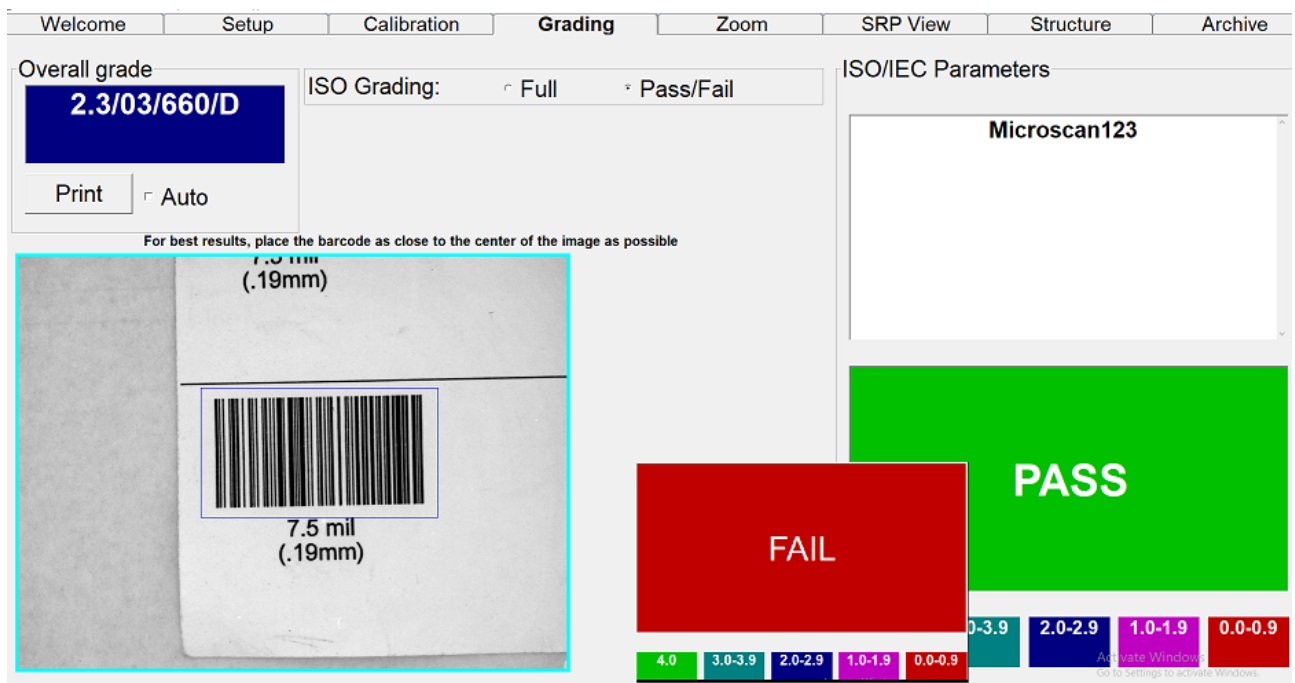 Welcome Setup Calibration Grading Zoom SRP View Structure Archive
Overall grade
2.3/03/660/D
Print Auto
ISO Grading: Full Pass/Fail
ISO/IEC Parameters
Microscan123
For best results, place the barcode as close to the center of the image as possible
(.19mm)
7.5 mil
(.19mm)
PASS
FAIL
4.0 3.0-3.9 2.0-2.9 1.0-1.9 0.0-0.9
2.0-2.9 1.0-1.9 0.0-0.9
Activate Windows
Go to Settings to activate Windows.